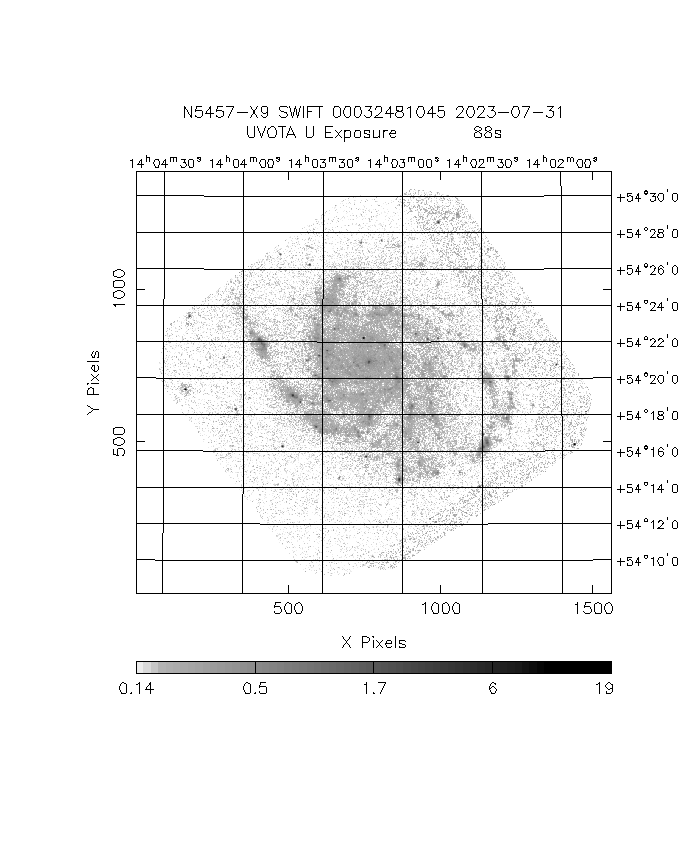 N5457-X9 SWIFT 00032481045 2023-07-31
UVOTA U Exposure 88s
14ʰ04ᵐ30ˢ 14ʰ04ᵐ00ˢ 14ʰ03ᵐ30ˢ 14ʰ03ᵐ00ˢ 14ʰ02ᵐ30ˢ 14ʰ02ᵐ00ˢ
+54°30'0
+54°28'0
+54°26'0
+54°24'0
+54°22'0
+54°20'0
+54°18'0
+54°16'0
+54°14'0
+54°12'0
+54°10'0
1000
500
Y Pixels
500 1000 1500
X Pixels
0.14 0.5 1.7 6 19